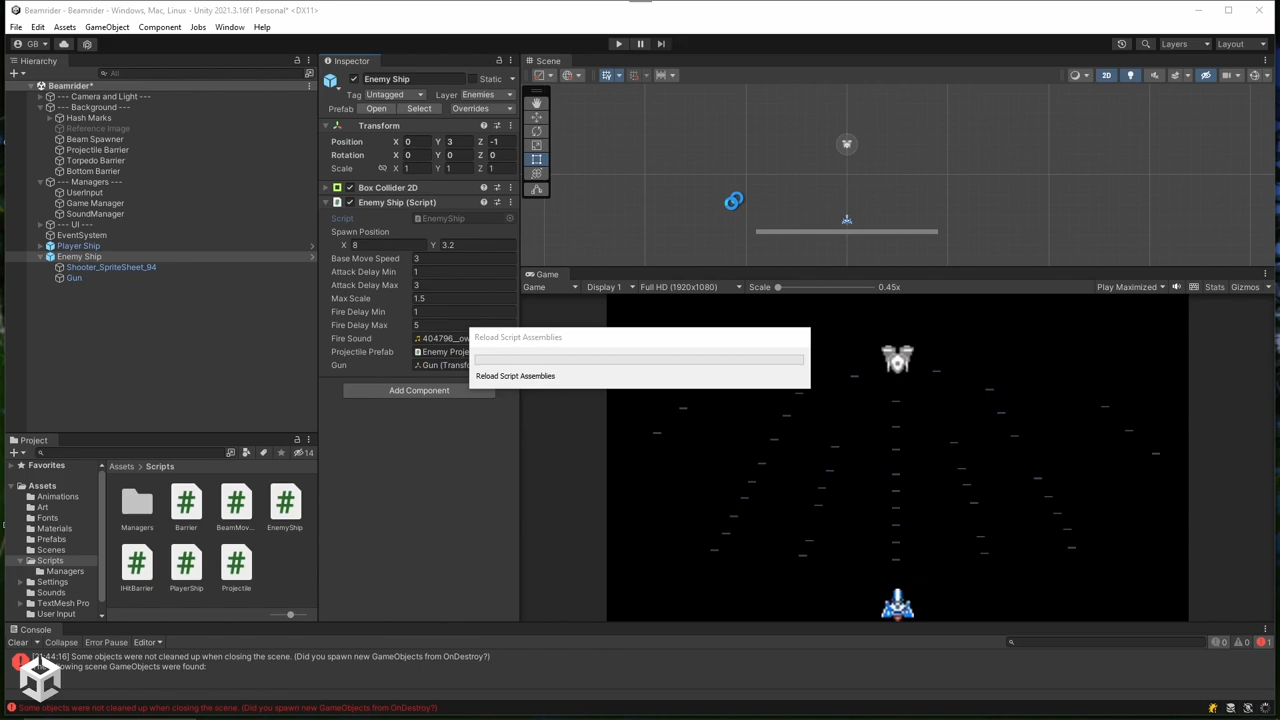 Beamrider - Beamrider - Windows, Mac, Linux - Unity 2021.3.16f1 Personal* <DX11>
File Edit Assets GameObject Component Jobs Window Help
GB Layers Layout
Hierarchy
All
Beamrider*
--- Camera and Light ---
--- Background ---
Hash Marks
Reference Image
Beam Spawner
Projectile Barrier
Torpedo Barrier
Bottom Barrier
--- Managers ---
UserInput
Game Manager
SoundManager
--- UI ---
EventSystem
Player Ship
Enemy Ship
Shooter_SpriteSheet_94
Gun
Inspector
Enemy Ship Static
Tag Untagged Layer Enemies
Prefab Open Select Overrides
Transform
Position X 0 Y 3 Z -1
Rotation X 0 Y 0 Z 0
Scale X 1 Y 1 Z 1
Box Collider 2D
Enemy Ship (Script)
Script EnemyShip
Spawn Position
X 8 Y 3.2
Base Move Speed 3
Attack Delay Min 1
Attack Delay Max 3
Max Scale 1.5
Fire Delay Min 1
Fire Delay Max 5
Fire Sound 404796__ow
Projectile Prefab Enemy Proje
Gun Gun (Transfo
Add Component
Scene
2D
Game
Game Display 1 Full HD (1920x1080) Scale 0.45x Play Maximized Stats Gizmos
Reload Script Assemblies
Reload Script Assemblies
Project
14
Favorites
Assets
Animations
Art
Fonts
Materials
Prefabs
Scenes
Scripts
Managers
Settings
Sounds
TextMesh Pro
User Input
Assets > Scripts
Managers Barrier BeamMov... EnemyShip
IHitBarrier PlayerShip Projectile
Console
Clear Collapse Error Pause Editor 0 0 1
[21:44:16] Some objects were not cleaned up when closing the scene. (Did you spawn new GameObjects from OnDestroy?)
following scene GameObjects were found:
Some objects were not cleaned up when closing the scene. (Did you spawn new GameObjects from OnDestroy?)